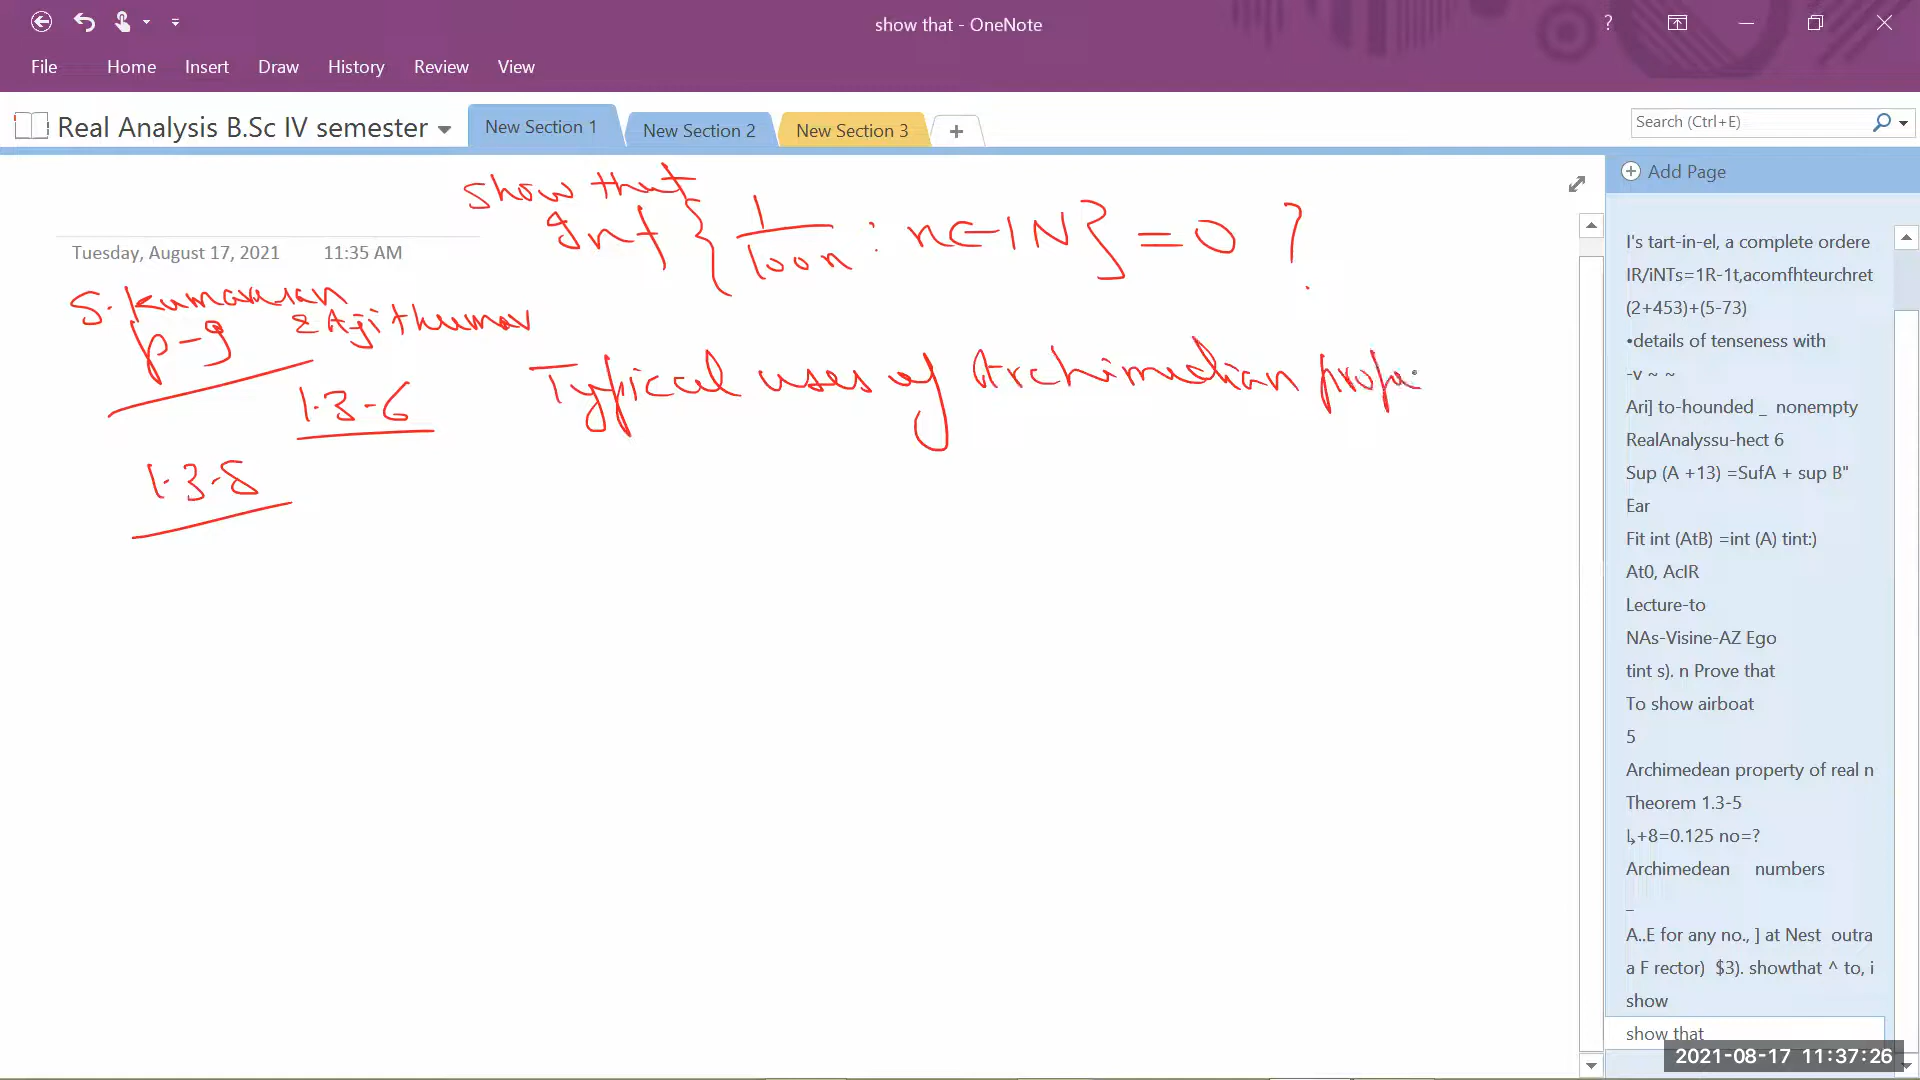 show that - OneNote
?
File Home Insert Draw History Review View
Real Analysis B.Sc IV semester
New Section 1
New Section 2
New Section 3
+
Search (Ctrl+E)
show that
Inf { 1/100n : n∈IN } = 0 ?
Tuesday, August 17, 2021 11:35 AM
S. Kumaresan
& Ajithkumar
p-9
Typical uses of Archimedian prope
1.3-6
1.3-8
Add Page
I's tart-in-el, a complete ordere
IR/iNTs=1R-1t,acomfhteurchret
(2+453)+(5-73)
•details of tenseness with
-v ~ ~
Ari] to-hounded _ nonempty
RealAnalyssu-hect 6
Sup (A +13) =SufA + sup B"
Ear
Fit int (AtB) =int (A) tint:)
At0, AcIR
Lecture-to
NAs-Visine-AZ Ego
tint s). n Prove that
To show airboat
5
Archimedean property of real n
Theorem 1.3-5
↳+8=0.125 no=?
Archimedean numbers
_
A..E for any no., ] at Nest outra
a F rector) $3). showthat ^ to, i
show
show that
2021-08-17 11:37:26